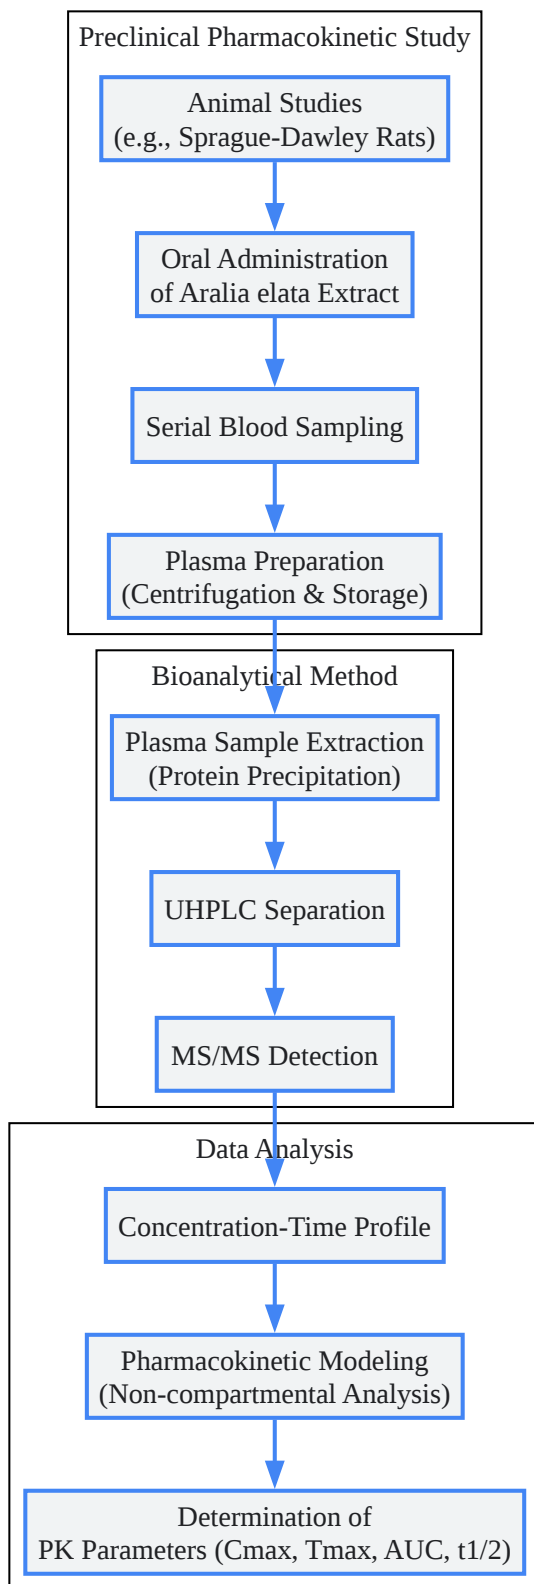 Preclinical Pharmacokinetic Study
Animal Studies
(e.g., Sprague-Dawley Rats)
Oral Administration
of Aralia elata Extract
Serial Blood Sampling
Plasma Preparation
(Centrifugation & Storage)
Bioanalytical Method
Plasma Sample Extraction
(Protein Precipitation)
UHPLC Separation
MS/MS Detection
Data Analysis
Concentration-Time Profile
Pharmacokinetic Modeling
(Non-compartmental Analysis)
Determination of
PK Parameters (Cmax, Tmax, AUC, t1/2)